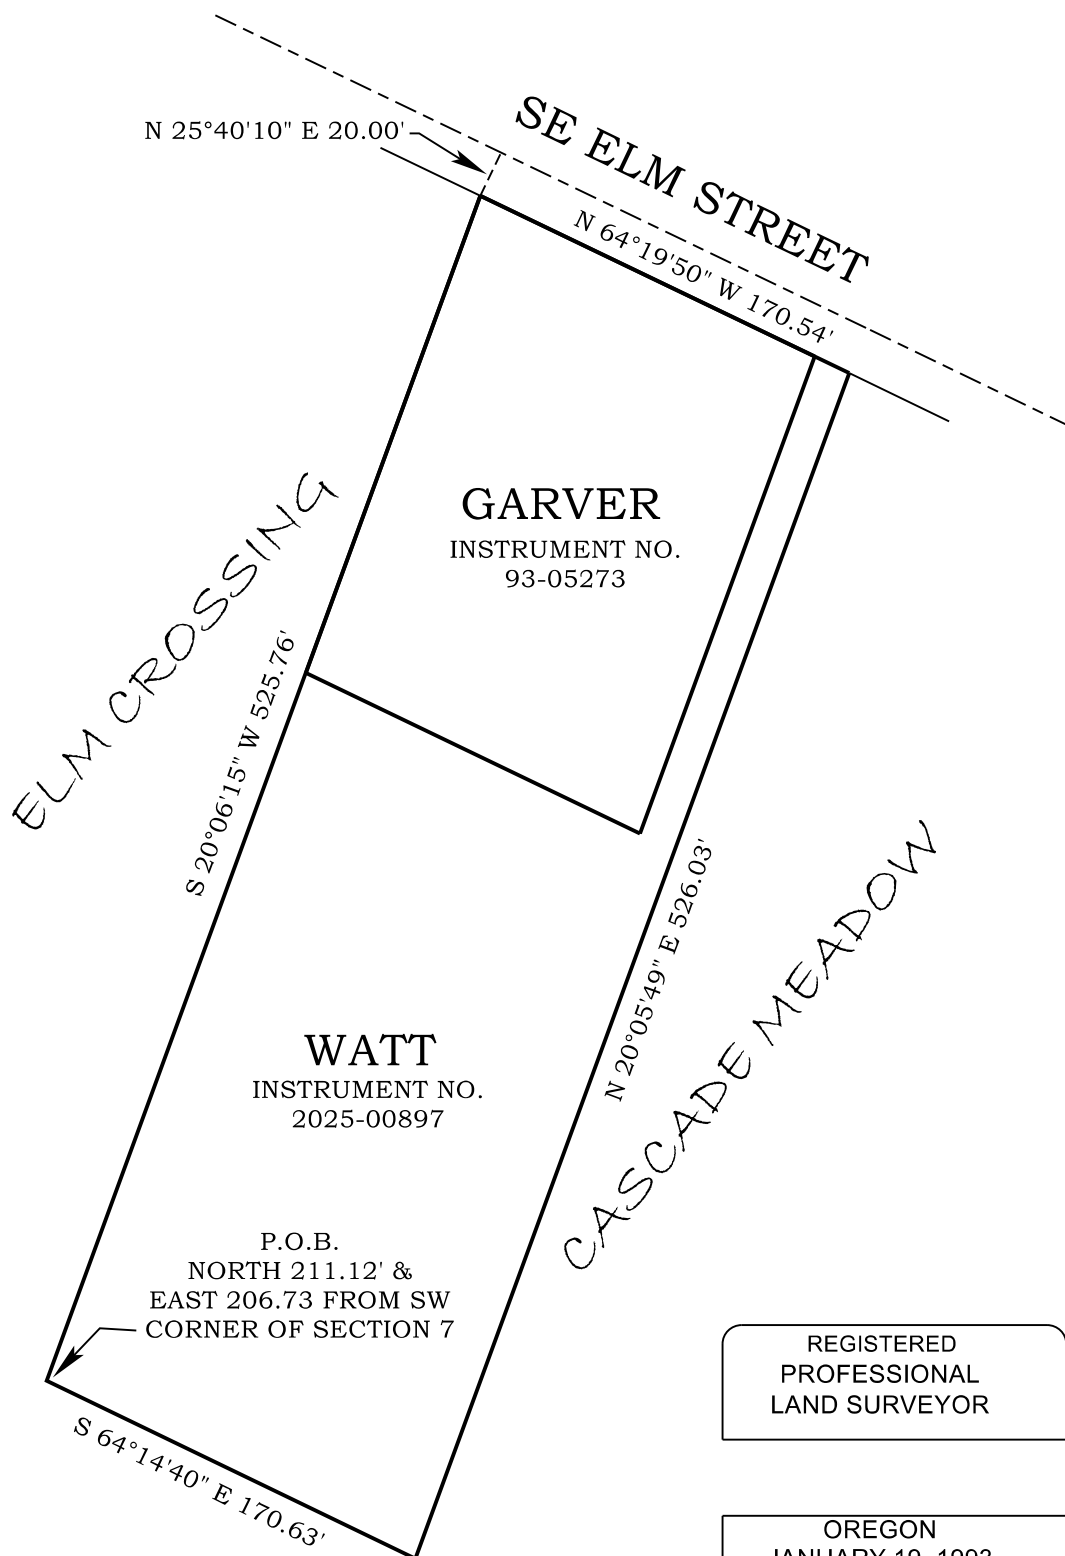 N 25°40'10" E 20.00'
SE ELM STREET
N 64°19'50" W 170.54'
GARVER
INSTRUMENT NO.
93-05273
ELM CROSSING
S 20°06'15" W 525.76'
N 20°05'49" E 526.03'
CASCADE MEADOW
WATT
INSTRUMENT NO.
2025-00897
P.O.B.
NORTH 211.12' &
EAST 206.73 FROM SW
CORNER OF SECTION 7
S 64°14'40" E 170.63'
REGISTERED
PROFESSIONAL
LAND SURVEYOR
OREGON